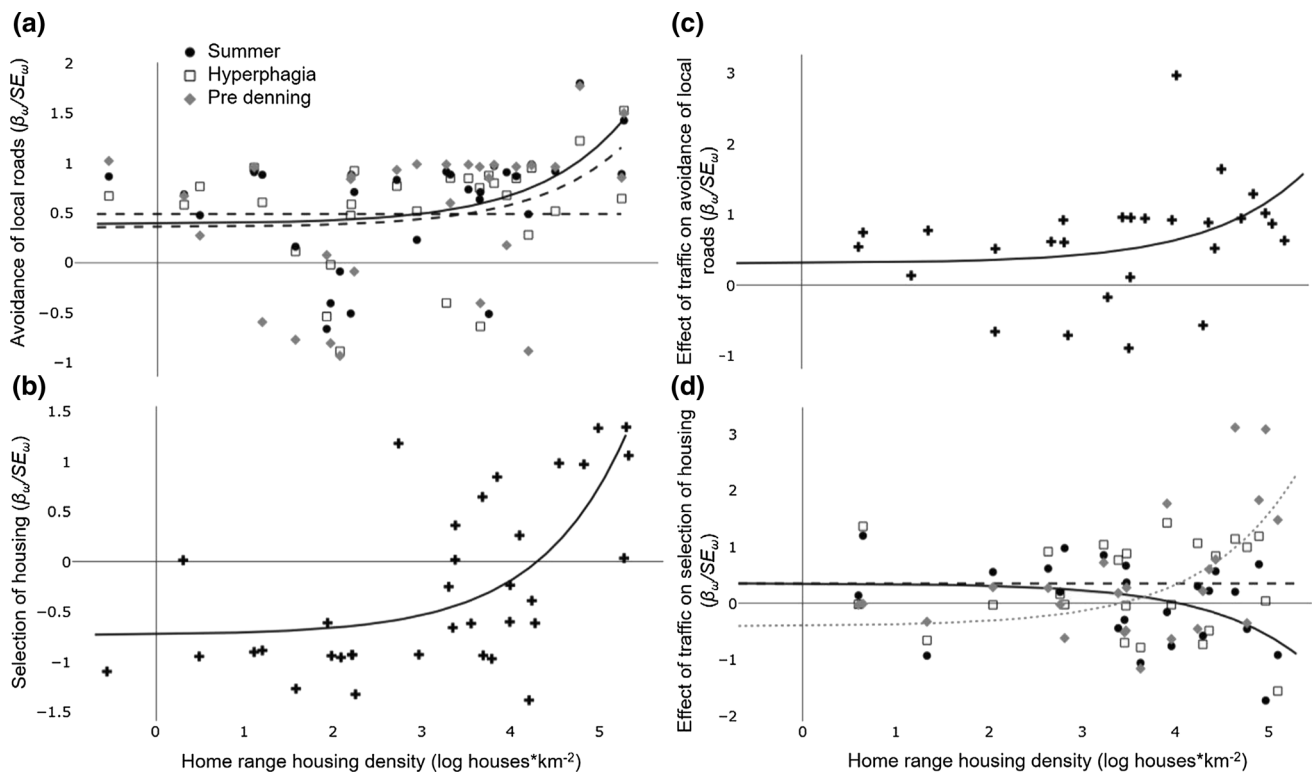 (a)
Summer
Hyperphagia
Pre denning
Avoidance of local roads (βω/SEω)
2
1.5
1
0.5
0
−0.5
−1
(b)
Selection of housing (βω/SEω)
1.5
1
0.5
0
−0.5
−1
−1.5
0 1 2 3 4 5
Home range housing density (log houses*km-2)
(c)
Effect of traffic on avoidance of local
roads (βω/SEω)
3
2
1
0
-1
(d)
Effect of traffic on selection of housing
(βω/SEω)
3
2
1
0
−1
−2
0 1 2 3 4 5
Home range housing density (log houses*km-2)